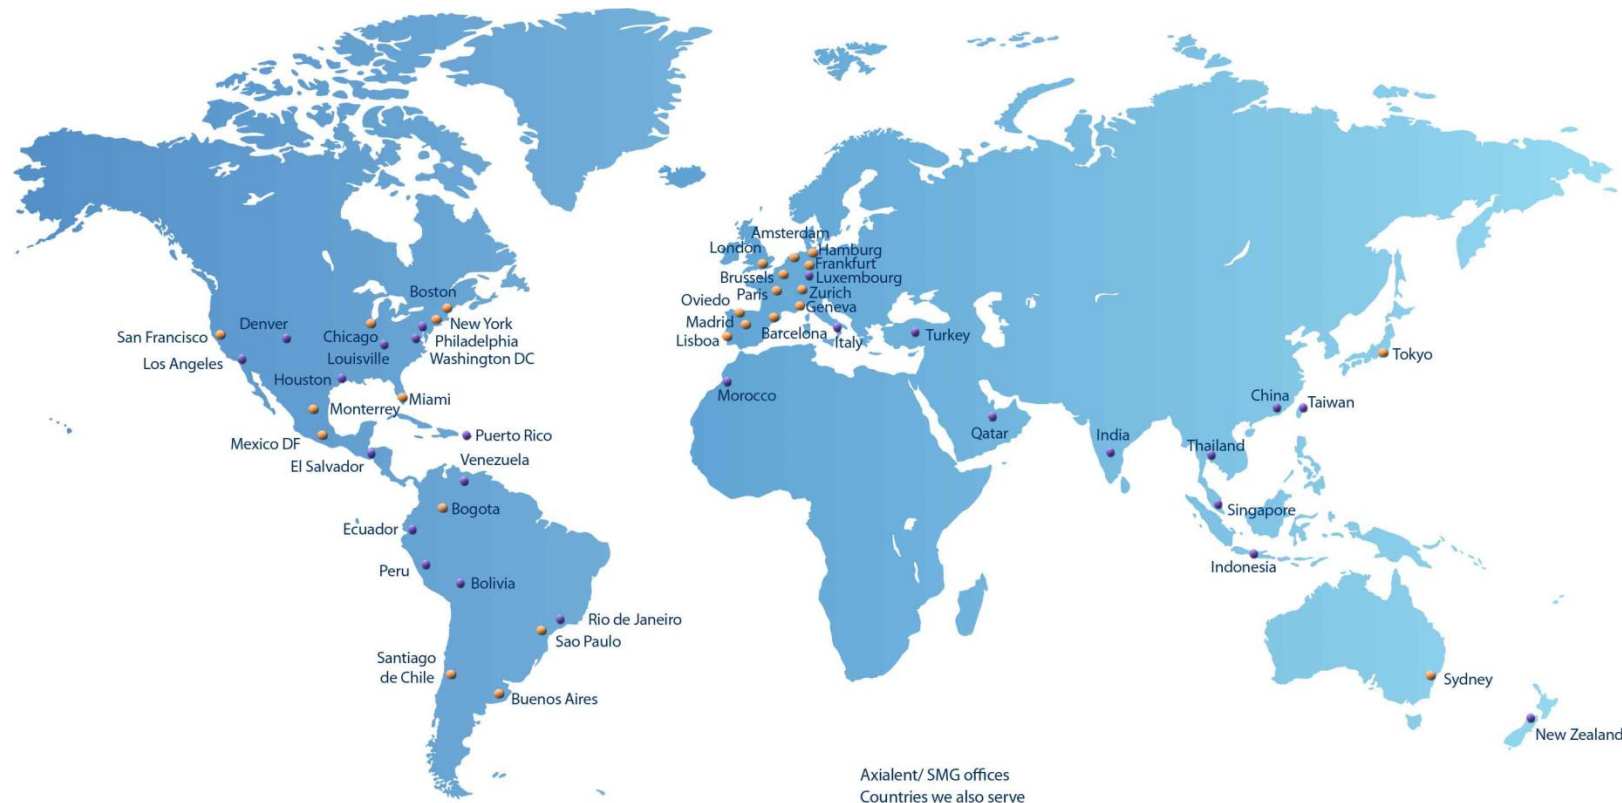 Amsterdam
London
Hamburg
Frankfurt
Brussels
Luxembourg
Paris
Zurich
Oviedo
Geneva
Madrid
Barcelona
Lisboa
Italy
Turkey
Boston
Denver
New York
San Francisco
Chicago
Philadelphia
Louisville
Washington DC
Los Angeles
Houston
Miami
Monterrey
Mexico DF
Puerto Rico
El Salvador
Venezuela
Bogota
Ecuador
Peru
Bolivia
Rio de Janeiro
Sao Paulo
Santiago
de Chile
Buenos Aires
Morocco
Qatar
India
China
Taiwan
Tokyo
Thailand
Singapore
Indonesia
Sydney
New Zealand
Axialent/ SMG offices
Countries we also serve